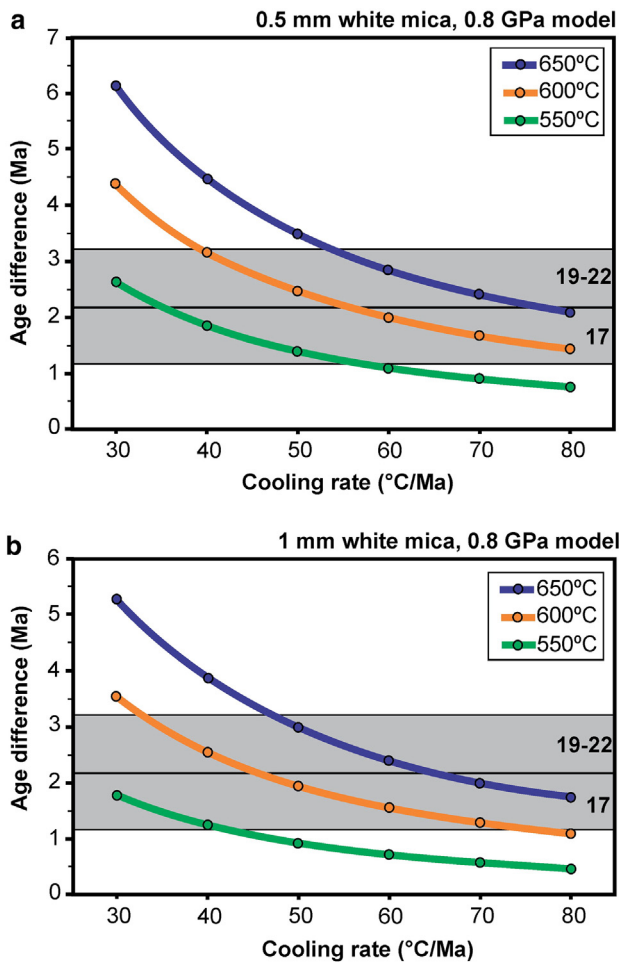 a
0.5 mm white mica, 0.8 GPa model
7
6
5
4
3
2
1
0
Age difference (Ma)
650ºC
600ºC
550ºC
19-22
17
30 40 50 60 70 80
Cooling rate (°C/Ma)
b
1 mm white mica, 0.8 GPa model
6
5
4
3
2
1
0
Age difference (Ma)
650ºC
600ºC
550ºC
19-22
17
30 40 50 60 70 80
Cooling rate (°C/Ma)